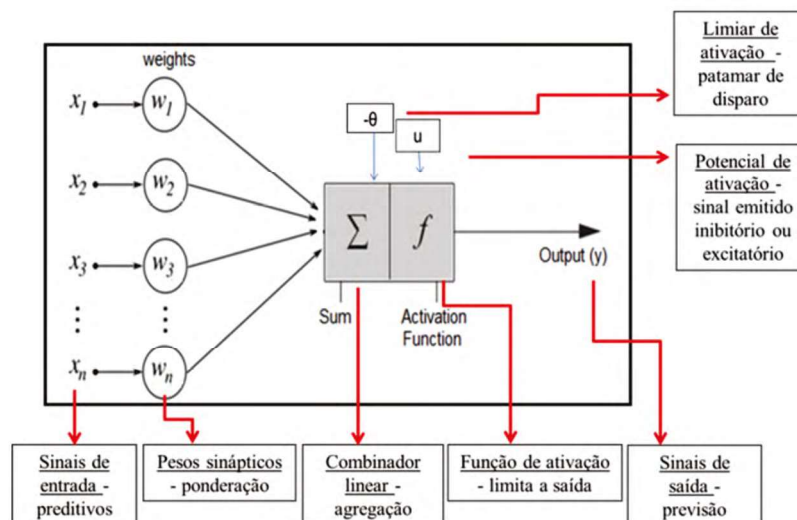 Limiar de
ativação -
patamar de
disparo
weights
x1
w1
-θ
u
x2
w2
Potencial de
ativação -
sinal emitido
inibitório ou
excitatório
Σ
f
x3
w3
Output (y)
Sum
Activation
Function
xn
wn
Sinais de
entrada -
preditivos
Pesos sinápticos
- ponderação
Combinador
linear -
agregação
Função de ativação
- limita a saída
Sinais de
saída -
previsão